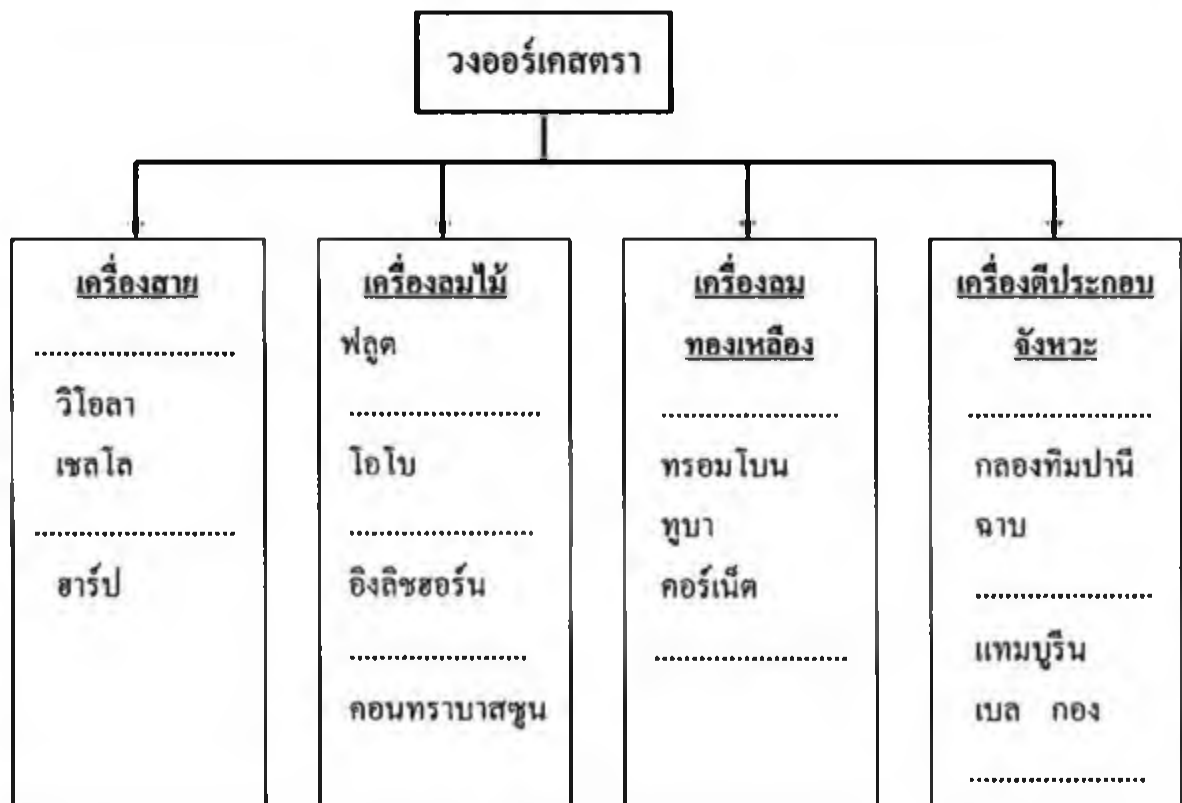 วงออร์เคสตรา
เครื่องสาย
........................
วิโอลา
เชลโล
........................
ฮาร์ป
เครื่องลมไม้
ฟลูต
........................
โอโบ
........................
อิงลิชฮอร์น
........................
คอนทราบาสซูน
เครื่องลม
ทองเหลือง
........................
ทรอมโบน
ทูบา
คอร์เน็ต
........................
เครื่องตีประกอบ
จังหวะ
........................
กลองทิมปานี
ฉาบ
........................
แทมบูริน
เบล กอง
........................